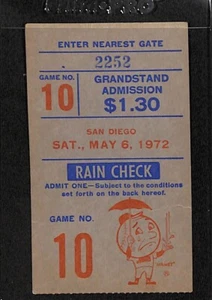 ENTER NEAREST GATE
2252
GAME NO.
10
GRANDSTAND
ADMISSION
$1.30
SAN DIEGO
SAT., MAY 6, 1972
RAIN CHECK
ADMIT ONE—Subject to the conditions
set forth on the back hereof.
GAME NO.
10